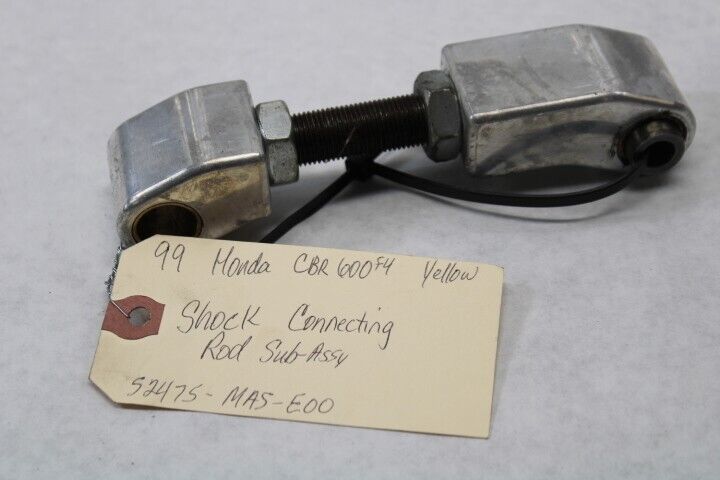 99 Honda CBR 600F4 Yellow
Shock Connecting
Rod Sub-Assy
52475-MAS-E00